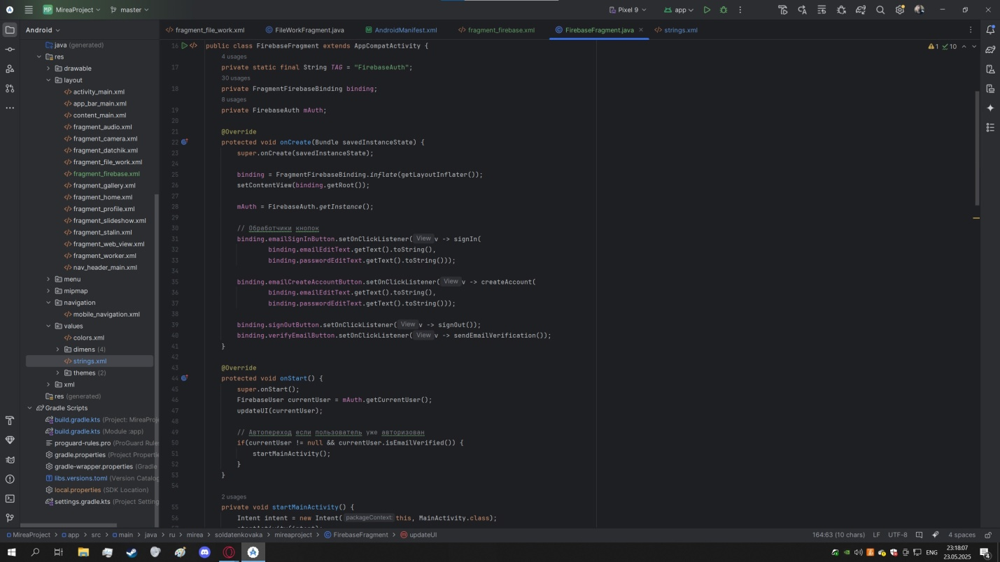 MP MireaProject master Pixel 9 app
Android
fragment_file_work.xml FileWorkFragment.java AndroidManifest.xml fragment_firebase.xml FirebaseFragment.java strings.xml
java (generated)
res
drawable
layout
activity_main.xml
app_bar_main.xml
content_main.xml
fragment_audio.xml
fragment_camera.xml
fragment_datchik.xml
fragment_file_work.xml
fragment_firebase.xml
fragment_gallery.xml
fragment_home.xml
fragment_profile.xml
fragment_slideshow.xml
fragment_stalin.xml
fragment_web_view.xml
fragment_worker.xml
nav_header_main.xml
menu
mipmap
navigation
mobile_navigation.xml
values
colors.xml
dimens (4)
strings.xml
themes (2)
xml
res (generated)
Gradle Scripts
build.gradle.kts (Project: MireaProje
build.gradle.kts (Module :app)
proguard-rules.pro (ProGuard Rules
gradle.properties (Project Properti
gradle-wrapper.properties (Gradle
libs.versions.toml (Version Catalog
local.properties (SDK Location)
settings.gradle.kts (Project Setting
1 10
16 public class FirebaseFragment extends AppCompatActivity {
4 usages
17 private static final String TAG = "FirebaseAuth";
30 usages
18 private FragmentFirebaseBinding binding;
8 usages
19 private FirebaseAuth mAuth;
20
21 @Override
22 protected void onCreate(Bundle savedInstanceState) {
23 super.onCreate(savedInstanceState);
24
25 binding = FragmentFirebaseBinding.inflate(getLayoutInflater());
26 setContentView(binding.getRoot());
27
28 mAuth = FirebaseAuth.getInstance();
29
30 // Обработчики кнопок
31 binding.emailSignInButton.setOnClickListener( View v -> signIn(
32 binding.emailEditText.getText().toString(),
33 binding.passwordEditText.getText().toString()));
34
35 binding.emailCreateAccountButton.setOnClickListener( View v -> createAccount(
36 binding.emailEditText.getText().toString(),
37 binding.passwordEditText.getText().toString()));
38
39 binding.signOutButton.setOnClickListener( View v -> signOut());
40 binding.verifyEmailButton.setOnClickListener( View v -> sendEmailVerification());
41 }
42
43 @Override
44 protected void onStart() {
45 super.onStart();
46 FirebaseUser currentUser = mAuth.getCurrentUser();
47 updateUI(currentUser);
48
49 // Автопереход если пользователь уже авторизован
50 if(currentUser != null && currentUser.isEmailVerified()) {
51 startMainActivity();
52 }
53 }
54
2 usages
55 private void startMainActivity() {
56 Intent intent = new Intent( packageContext: this, MainActivity.class);
MireaProject > app > src > main > java > ru > mirea > soldatenkovaka > mireaproject > FirebaseFragment > updateUI 164:63 (10 chars) LF UTF-8 4 spaces
ENG 23:18:07
23.05.2025 4